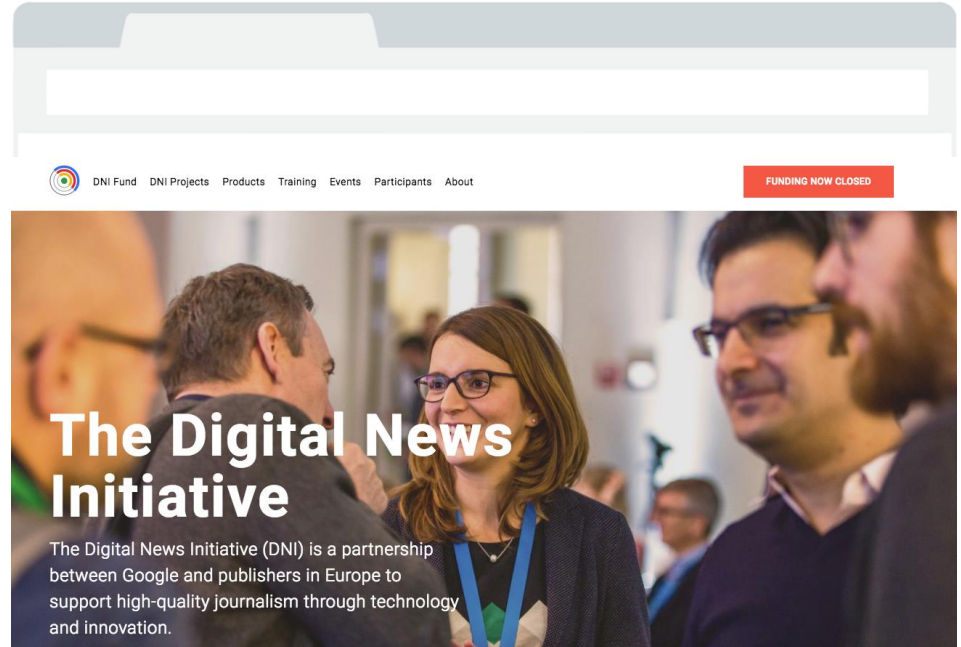 DNI Fund DNI Projects Products Training Events Participants About
FUNDING NOW CLOSED
The Digital News
Initiative
The Digital News Initiative (DNI) is a partnership
between Google and publishers in Europe to
support high-quality journalism through technology
and innovation.